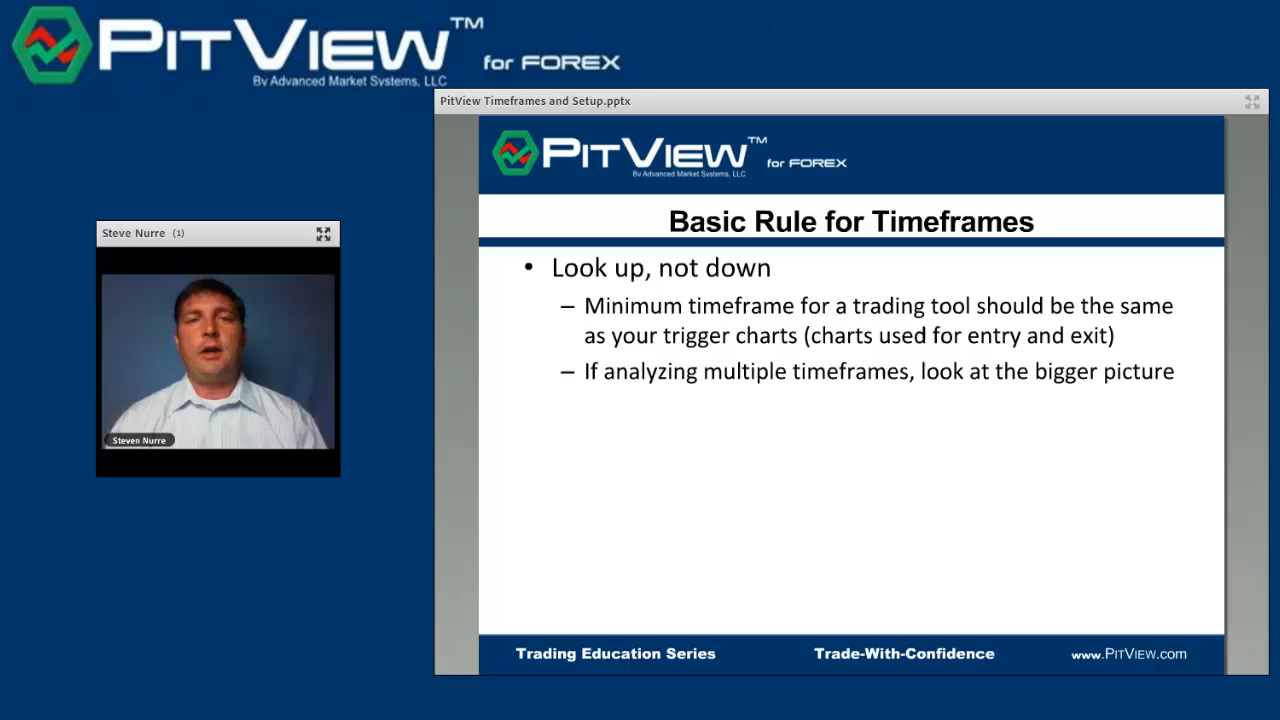 PITVIEW™ for FOREX
By Advanced Market Systems, LLC
PitView Timeframes and Setup.pptx
PITVIEW™ for FOREX
By Advanced Market Systems, LLC
Basic Rule for Timeframes
Steve Nurre (1)
• Look up, not down
– Minimum timeframe for a trading tool should be the same
as your trigger charts (charts used for entry and exit)
– If analyzing multiple timeframes, look at the bigger picture
Steven Nurre
Trading Education Series Trade-With-Confidence www.PITVIEW.com